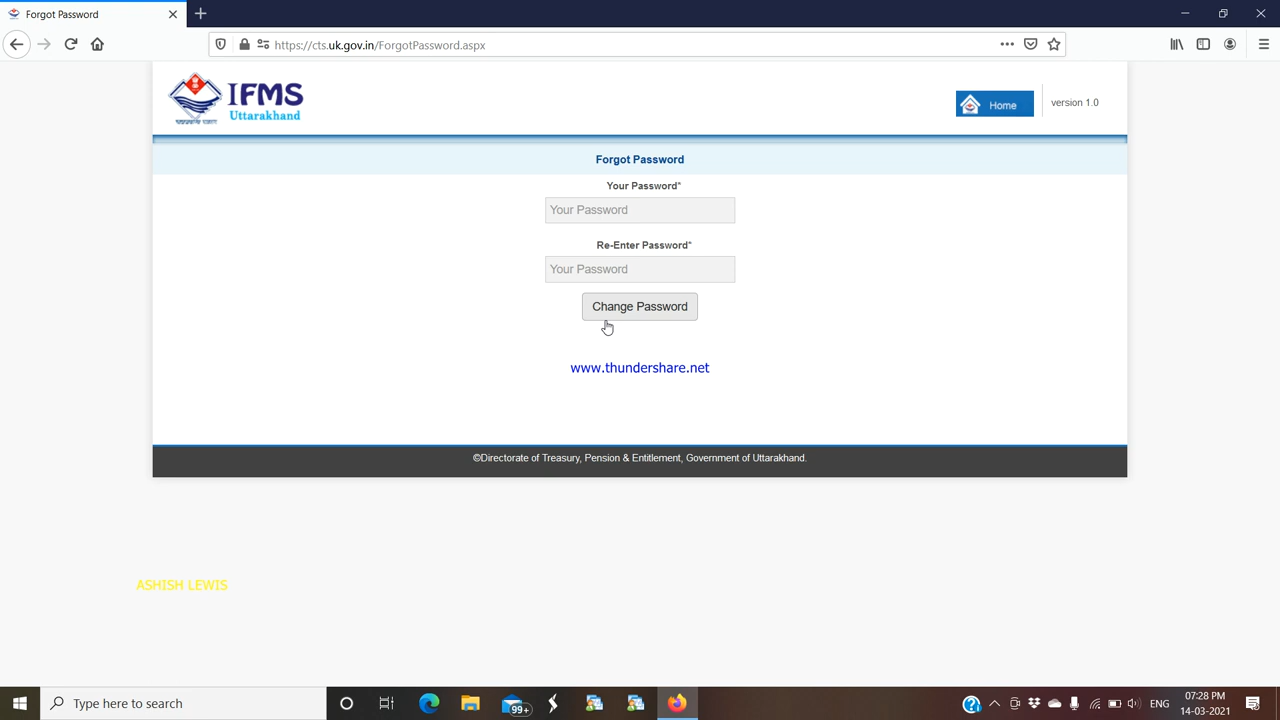 Forgot Password
https://cts.uk.gov.in/ForgotPassword.aspx
IFMS
Uttarakhand
Home
version 1.0
Forgot Password
Your Password*
Your Password
Re-Enter Password*
Your Password
Change Password
www.thundershare.net
©Directorate of Treasury, Pension & Entitlement, Government of Uttarakhand.
ASHISH LEWIS
Type here to search
99+
ENG
07:28 PM
14-03-2021